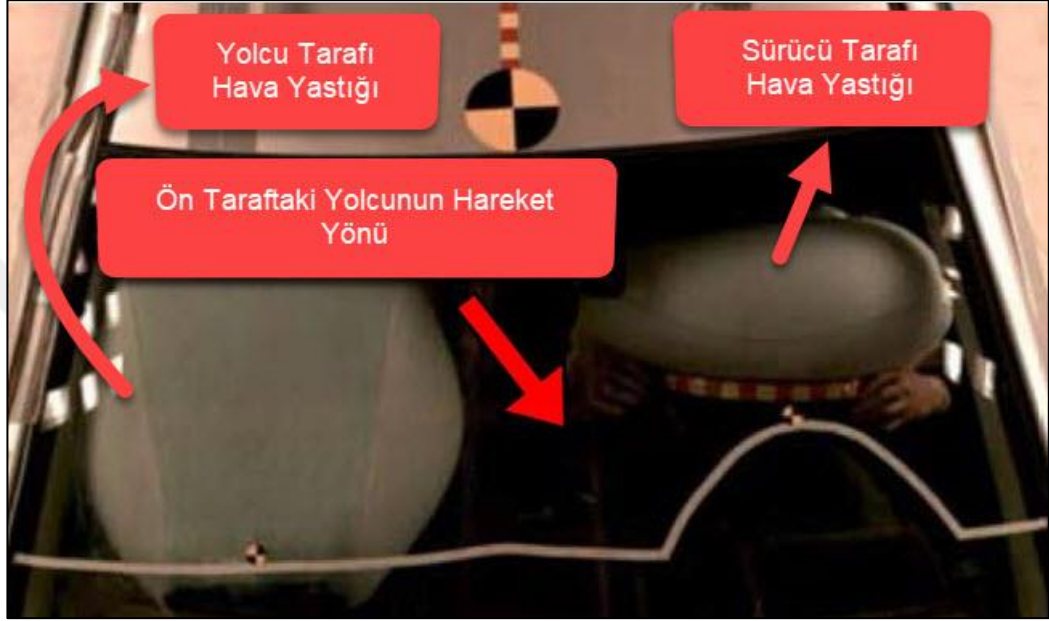 Yolcu Tarafı
Hava Yastığı
Sürücü Tarafı
Hava Yastığı
Ön Taraftaki Yolcunun Hareket
Yönü